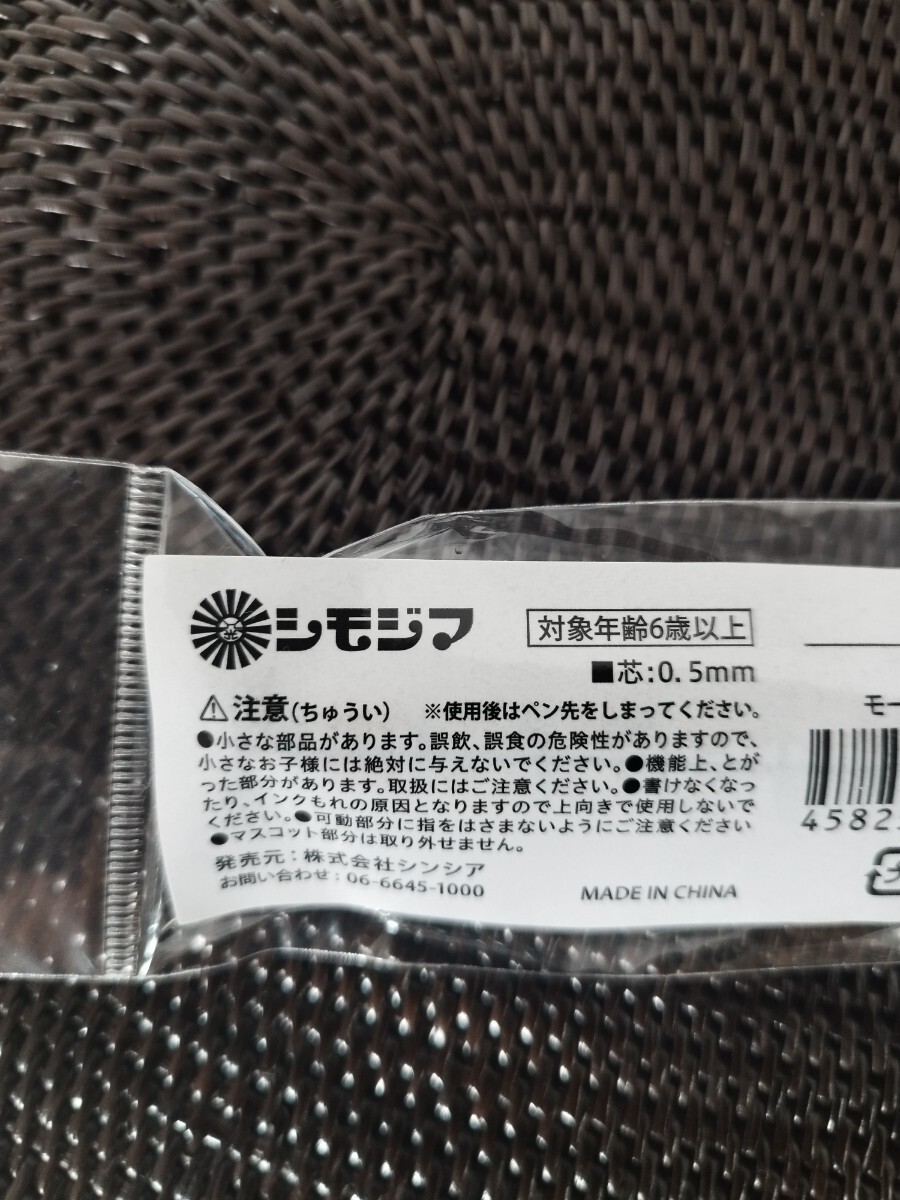 光
シモジマ
対象年齢6歳以上
■芯:0.5mm
⚠注意(ちゅうい) ※使用後はペン先をしまってください。
●小さな部品があります。誤飲、誤食の危険性がありますので、
小さなお子様には絶対に与えないでください。●機能上、とが
った部分があります。取扱にはご注意ください。●書けなくなっ
たり、インクもれの原因となりますので上向きで使用しないで
ください。●可動部分に指をはさまないようにご注意ください
●マスコット部分は取り外せません。
発売元:株式会社シンシア
お問い合わせ:06-6645-1000
MADE IN CHINA
モー
4582